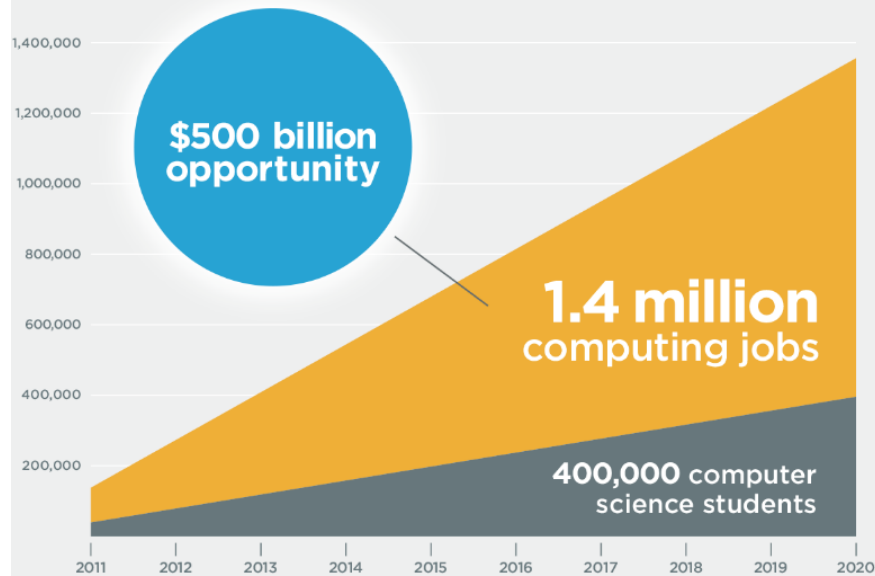 1,400,000
1,200,000
1,000,000
800,000
600,000
400,000
200,000
$500 billion
opportunity
1.4 million
computing jobs
400,000 computer
science students
2011 2012 2013 2014 2015 2016 2017 2018 2019 2020